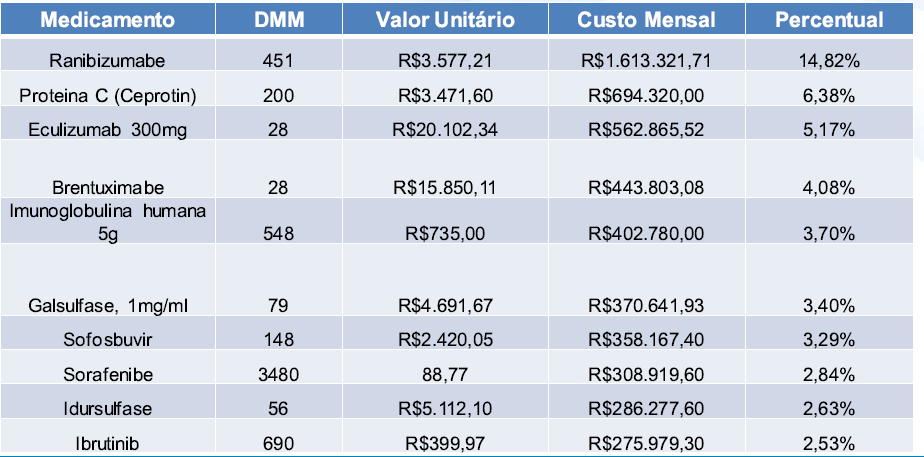 Medicamento DMM Valor Unitário Custo Mensal Percentual
Ranibizumabe 451 R$3.577,21 R$1.613.321,71 14,82%
Proteina C (Ceprotin) 200 R$3.471,60 R$694.320,00 6,38%
Eculizumab 300mg 28 R$20.102,34 R$562.865,52 5,17%
Brentuximabe 28 R$15.850,11 R$443.803,08 4,08%
Imunoglobulina humana
5g 548 R$735,00 R$402.780,00 3,70%
Galsulfase, 1mg/ml 79 R$4.691,67 R$370.641,93 3,40%
Sofosbuvir 148 R$2.420,05 R$358.167,40 3,29%
Sorafenibe 3480 88,77 R$308.919,60 2,84%
Idursulfase 56 R$5.112,10 R$286.277,60 2,63%
Ibrutinib 690 R$399,97 R$275.979,30 2,53%